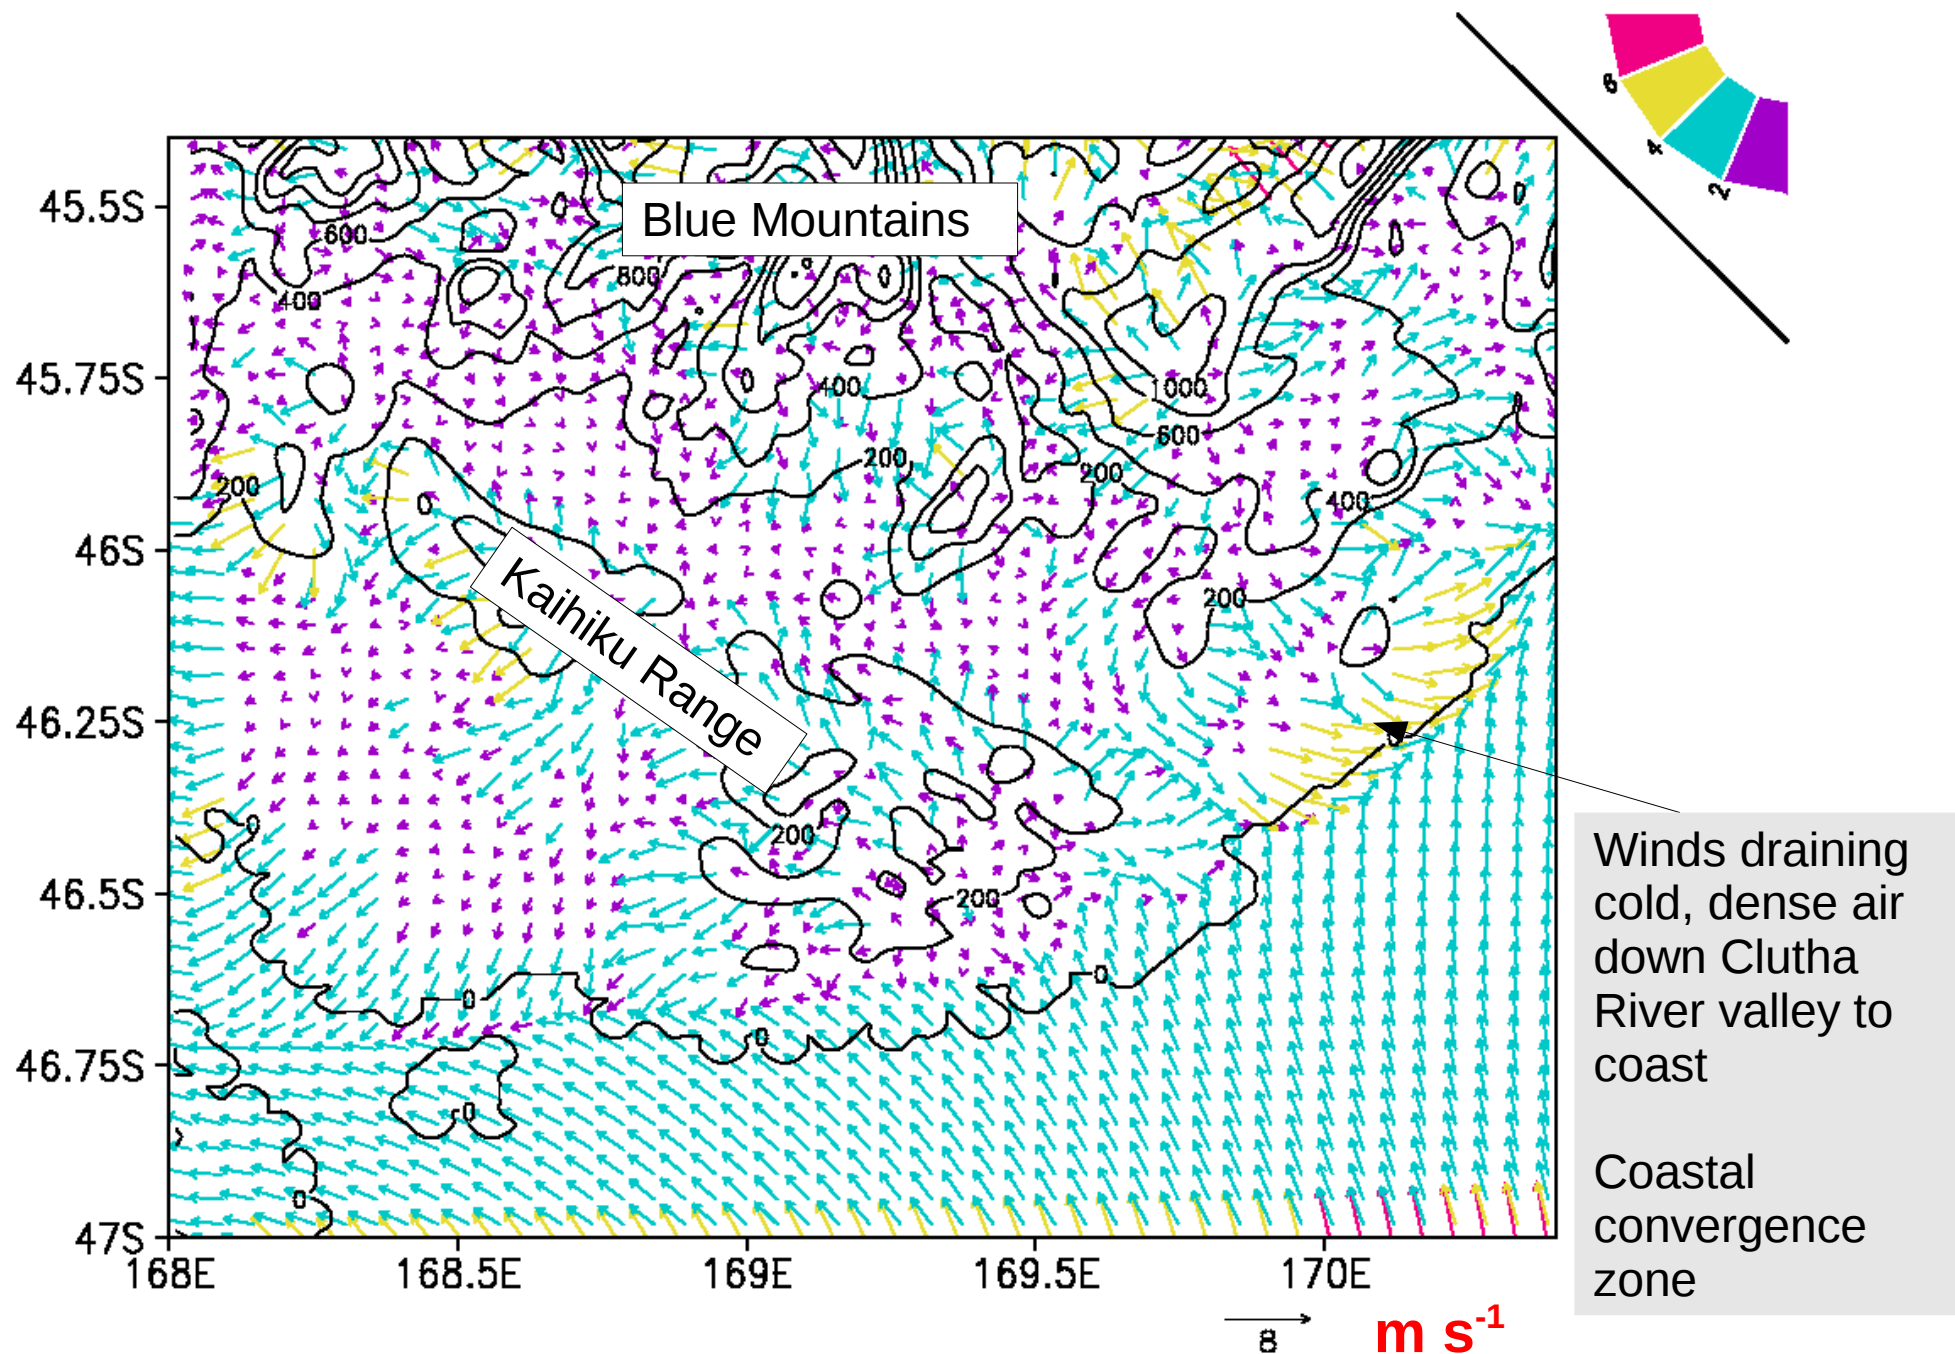 6
4
2
45.5S
Blue Mountains
600
800
400
45.75S
400
1000
600
200
200
200
400
46S
Kaihiku Range
200
46.25S
0
0
200
Winds draining
cold, dense air
down Clutha
River valley to
coast
46.5S
200
0
0
0
46.75S
0
Coastal
convergence
zone
0
47S
168E
168.5E
169E
169.5E
170E
8
m s-1